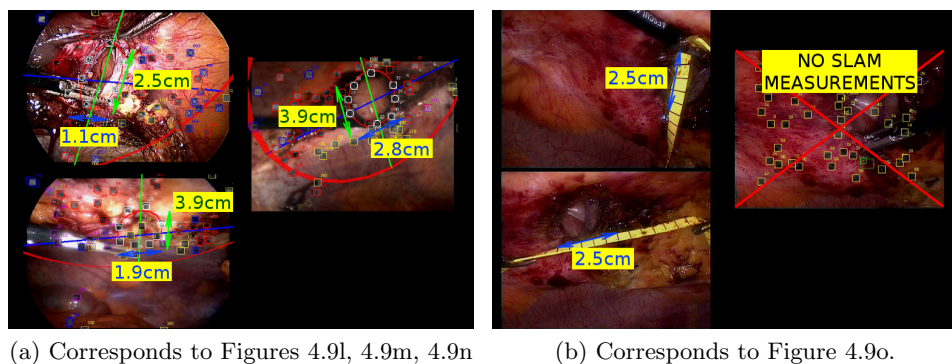 2.5cm
1.1cm
3.9cm
2.8cm
3.9cm
1.9cm
(a) Corresponds to Figures 4.9l, 4.9m, 4.9n
2.5cm
NO SLAM
MEASUREMENTS
2.5cm
(b) Corresponds to Figure 4.9o.